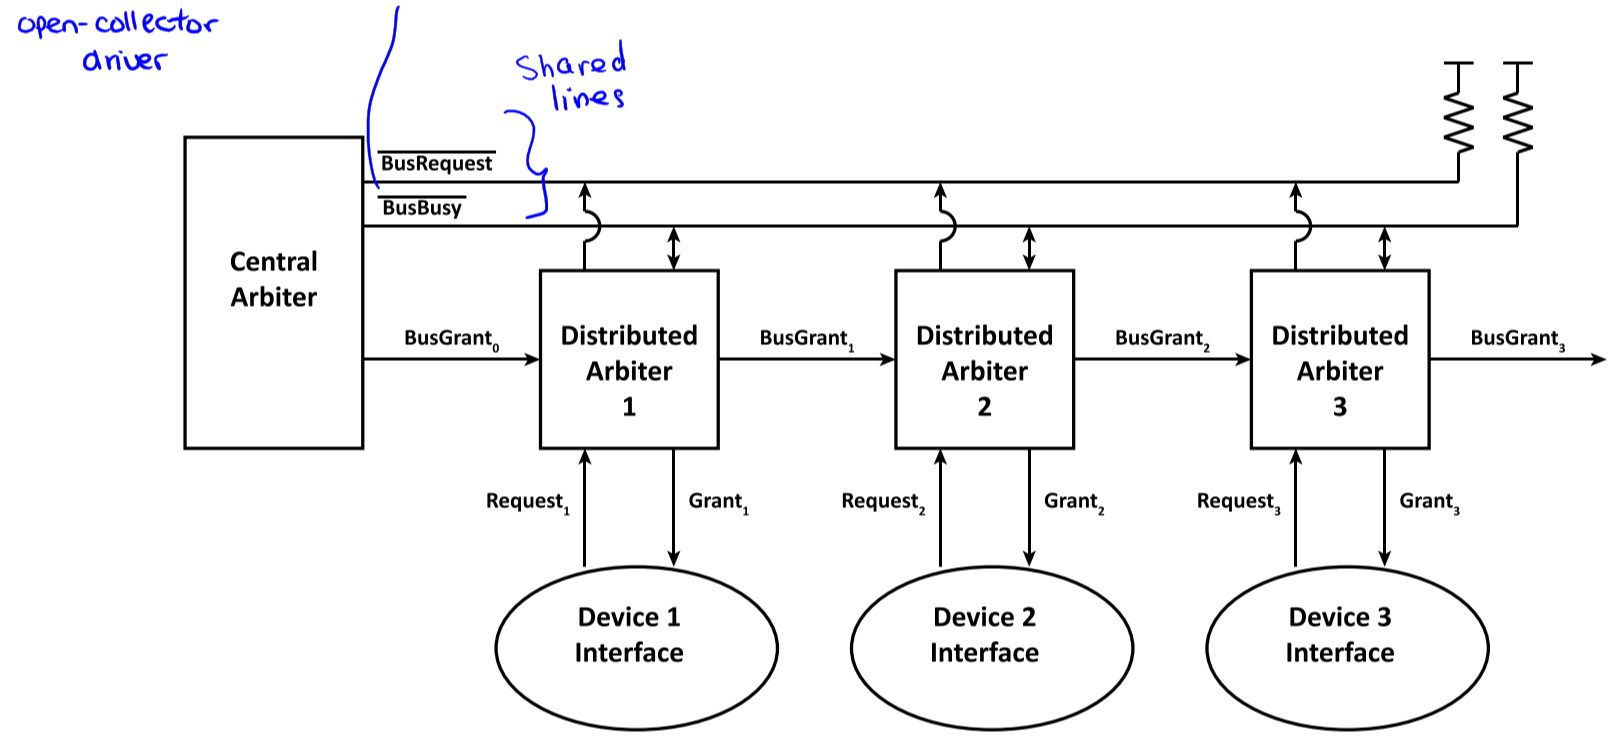 open-collector
driver
Shared
lines
BusRequest
BusBusy
Central
Arbiter
BusGrant0
Distributed
Arbiter
1
BusGrant1
Distributed
Arbiter
2
BusGrant2
Distributed
Arbiter
3
BusGrant3
Request1
Grant1
Request2
Grant2
Request3
Grant3
Device 1
Interface
Device 2
Interface
Device 3
Interface